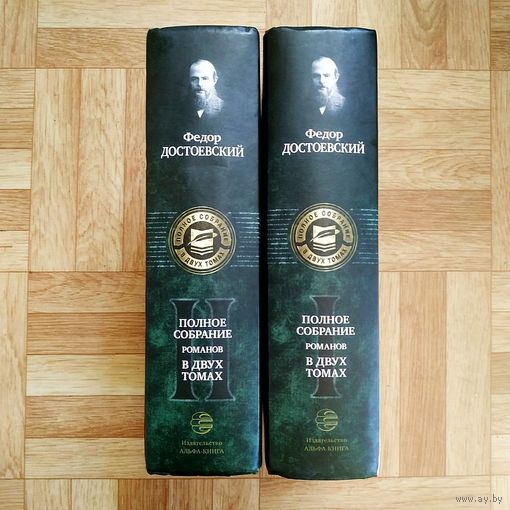 Федор
ДОСТОЕВСКИЙ
ПОЛНОЕ СОБРАНИЕ
В ДВУХ ТОМАХ
II
ПОЛНОЕ
СОБРАНИЕ
РОМАНОВ
В ДВУХ
ТОМАХ
Издательство
АЛЬФА-КНИГА
Федор
ДОСТОЕВСКИЙ
ПОЛНОЕ СОБРАНИЕ
В ДВУХ ТОМАХ
I
ПОЛНОЕ
СОБРАНИЕ
РОМАНОВ
В ДВУХ
ТОМАХ
Издательство
АЛЬФА-КНИГА
www.ay.by